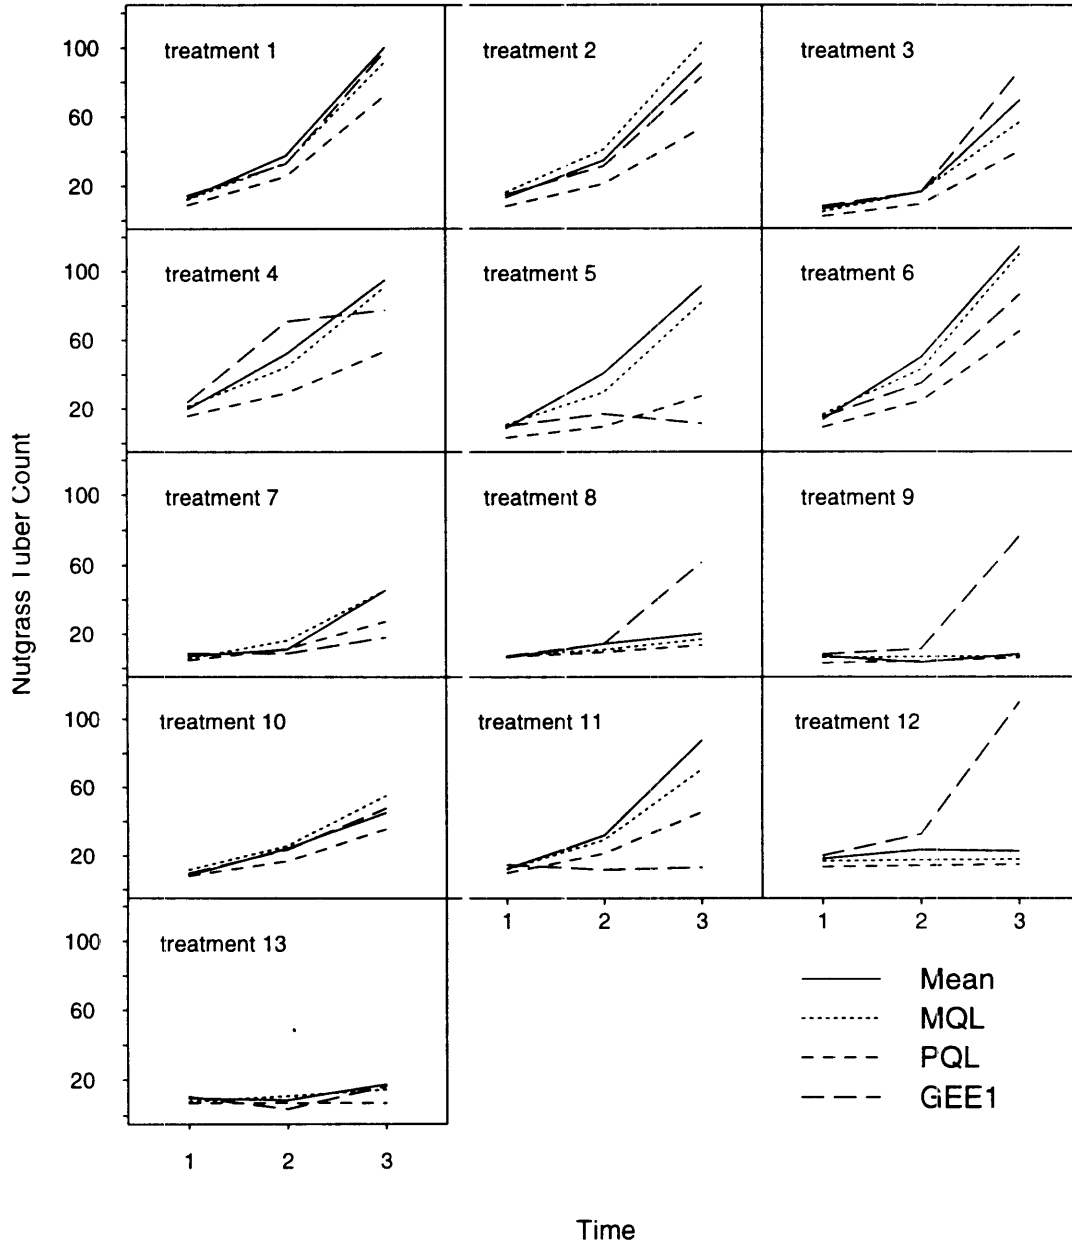 100 treatment 1 treatment 2 treatment 3
60
20
100 treatment 4 treatment 5 treatment 6
60
20
100 treatment 7 treatment 8 treatment 9
60
20
100 treatment 10 treatment 11 treatment 12
60
20
1 2 3 1 2 3
100 treatment 13
60
20
1 2 3
Nutgrass Tuber Count
Time
Mean
MQL
PQL
GEE1